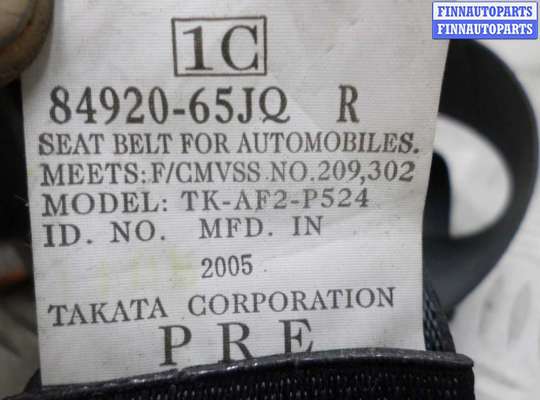 FINNAUTOPARTS
FINNAUTOPARTS
1C
84920-65JQ R
SEAT BELT FOR AUTOMOBILES.
MEETS:F/CMVSS NO.209,302
MODEL: TK-AF2-P524
ID. NO. MFD. IN
2005
TAKATA CORPORATION
PRE